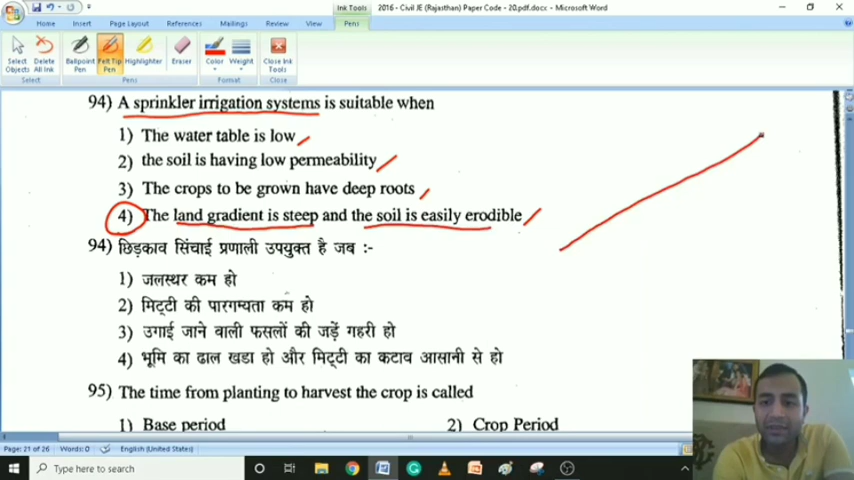 Ink Tools
2016 - Civil JE (Rajasthan) Paper Code - 20.pdf.docx - Microsoft Word
Home Insert Page Layout References Mailings Review View Pens
Select Objects
Delete All Ink
Ballpoint Pen
Felt Tip Pen
Highlighter
Eraser
Color
Weight
Close Ink Tools
Select Pens Format Close
94) A sprinkler irrigation systems is suitable when
1) The water table is low
2) the soil is having low permeability
3) The crops to be grown have deep roots
4) The land gradient is steep and the soil is easily erodible
94) छिड़काव सिंचाई प्रणाली उपयुक्त है जब :-
1) जलस्थर कम हो
2) मिट्टी की पारगम्यता कम हो
3) उगाई जाने वाली फसलों की जड़ें गहरी हो
4) भूमि का ढाल खडा हो और मिट्टी का कटाव आसानी से हो
95) The time from planting to harvest the crop is called
1) Base period 2) Crop Period
Page: 21 of 26 Words: 0 English (United States)
Type here to search